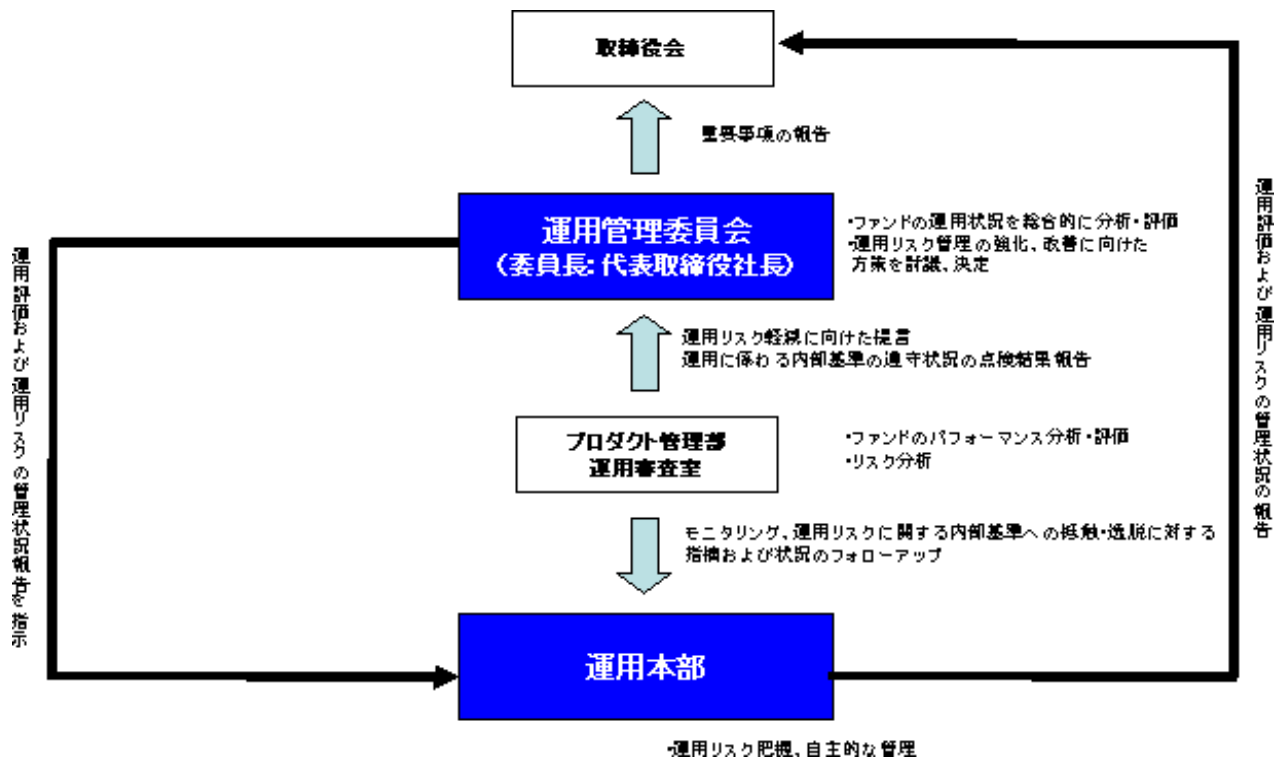 取締役会
重要事項の報告
運用管理委員会
(委員長:代表取締役社長)
・ファンドの運用状況を総合的に分析・評価
・運用リスク管理の強化、改善に向けた
方策を討議、決定
運用リスク軽減に向けた提言
運用に係わる内部基準の遵守状況の点検結果報告
プロダクト管理部
運用審査室
・ファンドのパフォーマンス分析・評価
・リスク分析
モニタリング、運用リスクに関する内部基準への抵触・逸脱に対する
指摘および状況のフォローアップ
運用本部
・運用リスク把握、自主的な管理
運用評価および運用リスクの管理状況報告を指示
運用評価および運用リスクの管理状況の報告